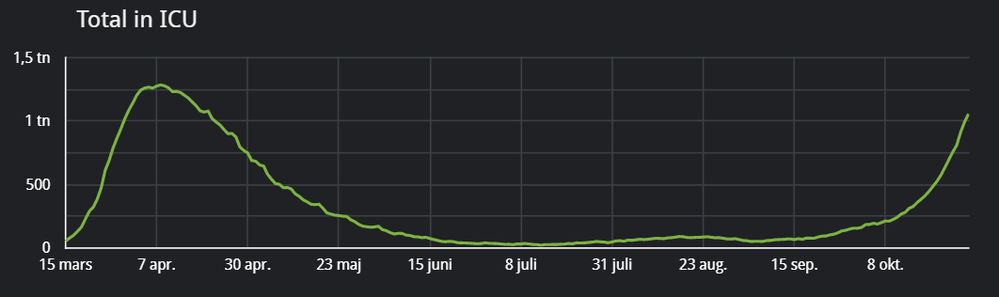 Total in ICU
1,5 tn
1 tn
500
0
15 mars 7 apr. 30 apr. 23 maj 15 juni 8 juli 31 juli 23 aug. 15 sep. 8 okt.